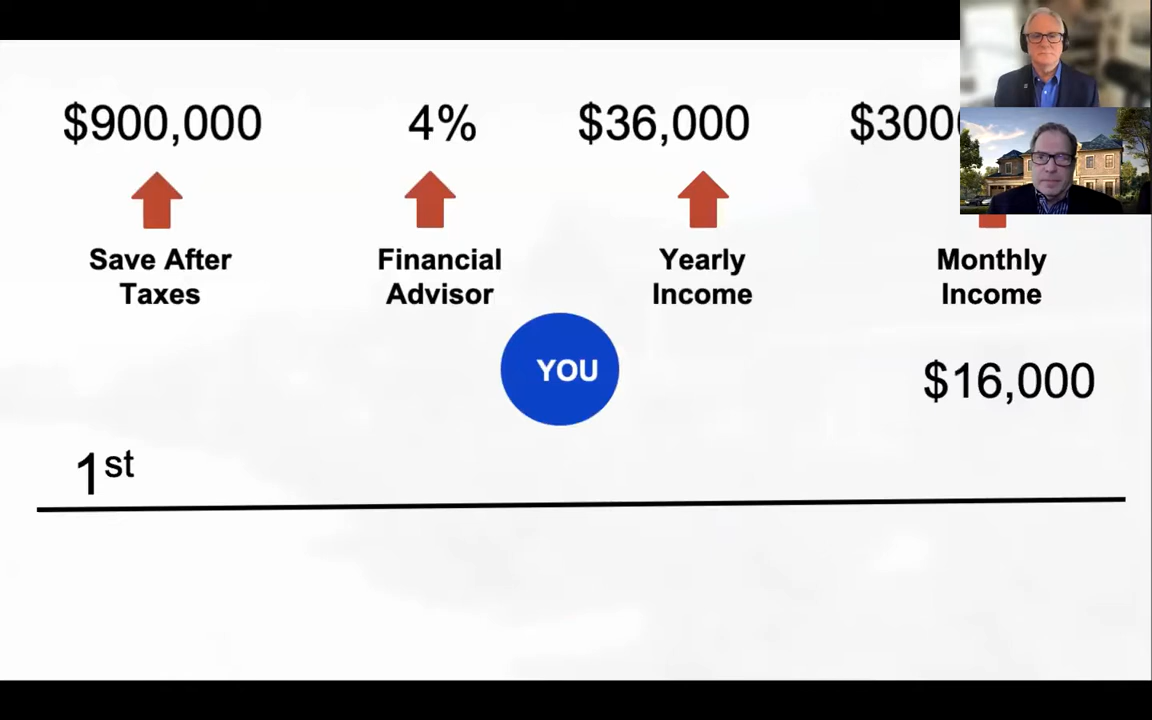 $900,000 4% $36,000 $300
Save After Financial Yearly Monthly
Taxes Advisor Income Income
YOU
$16,000
1st